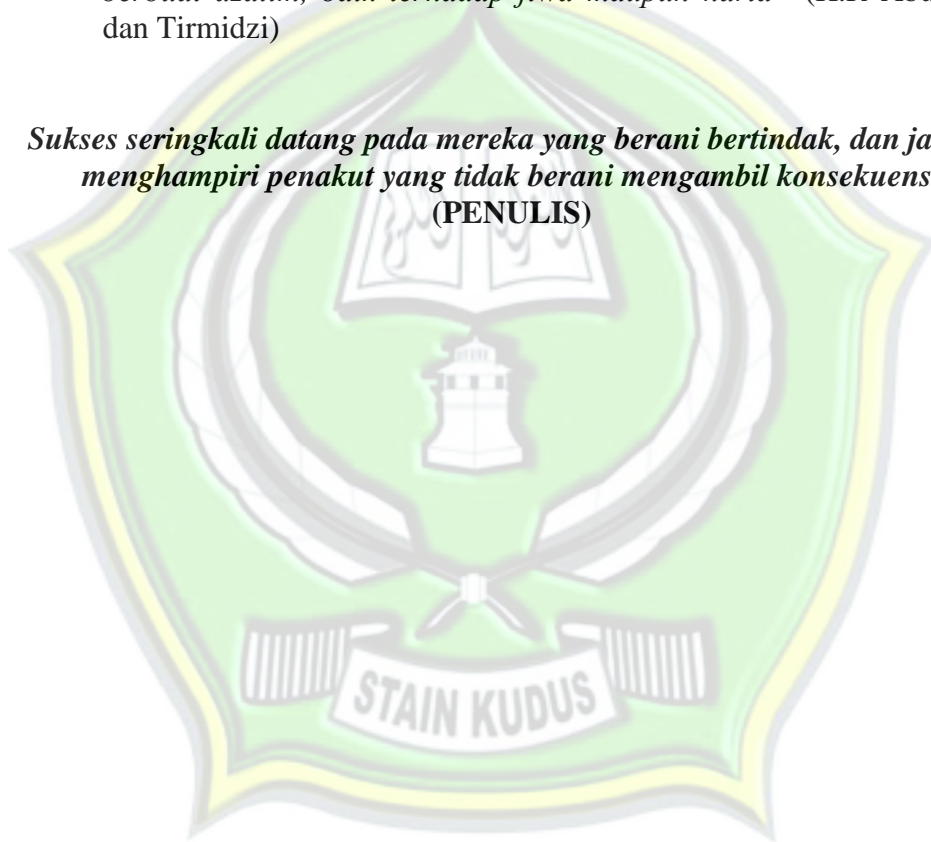 dan Tirmidzi)
Sukses seringkali datang pada mereka yang berani bertindak, dan ja
menghampiri penakut yang tidak berani mengambil konsekuens
(PENULIS)
STAIN KUDUS